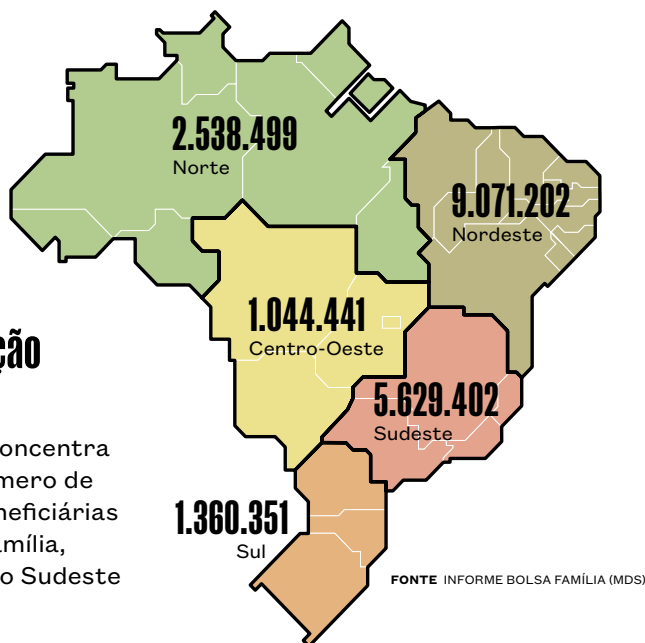 2.538.499
Norte
9.071.202
Nordeste
1.044.441
Centro-Oeste
5.629.402
Sudeste
1.360.351
Sul
ção
oncentra
mero de
neficiárias
amília,
o Sudeste
FONTE INFORME BOLSA FAMÍLIA (MDS)